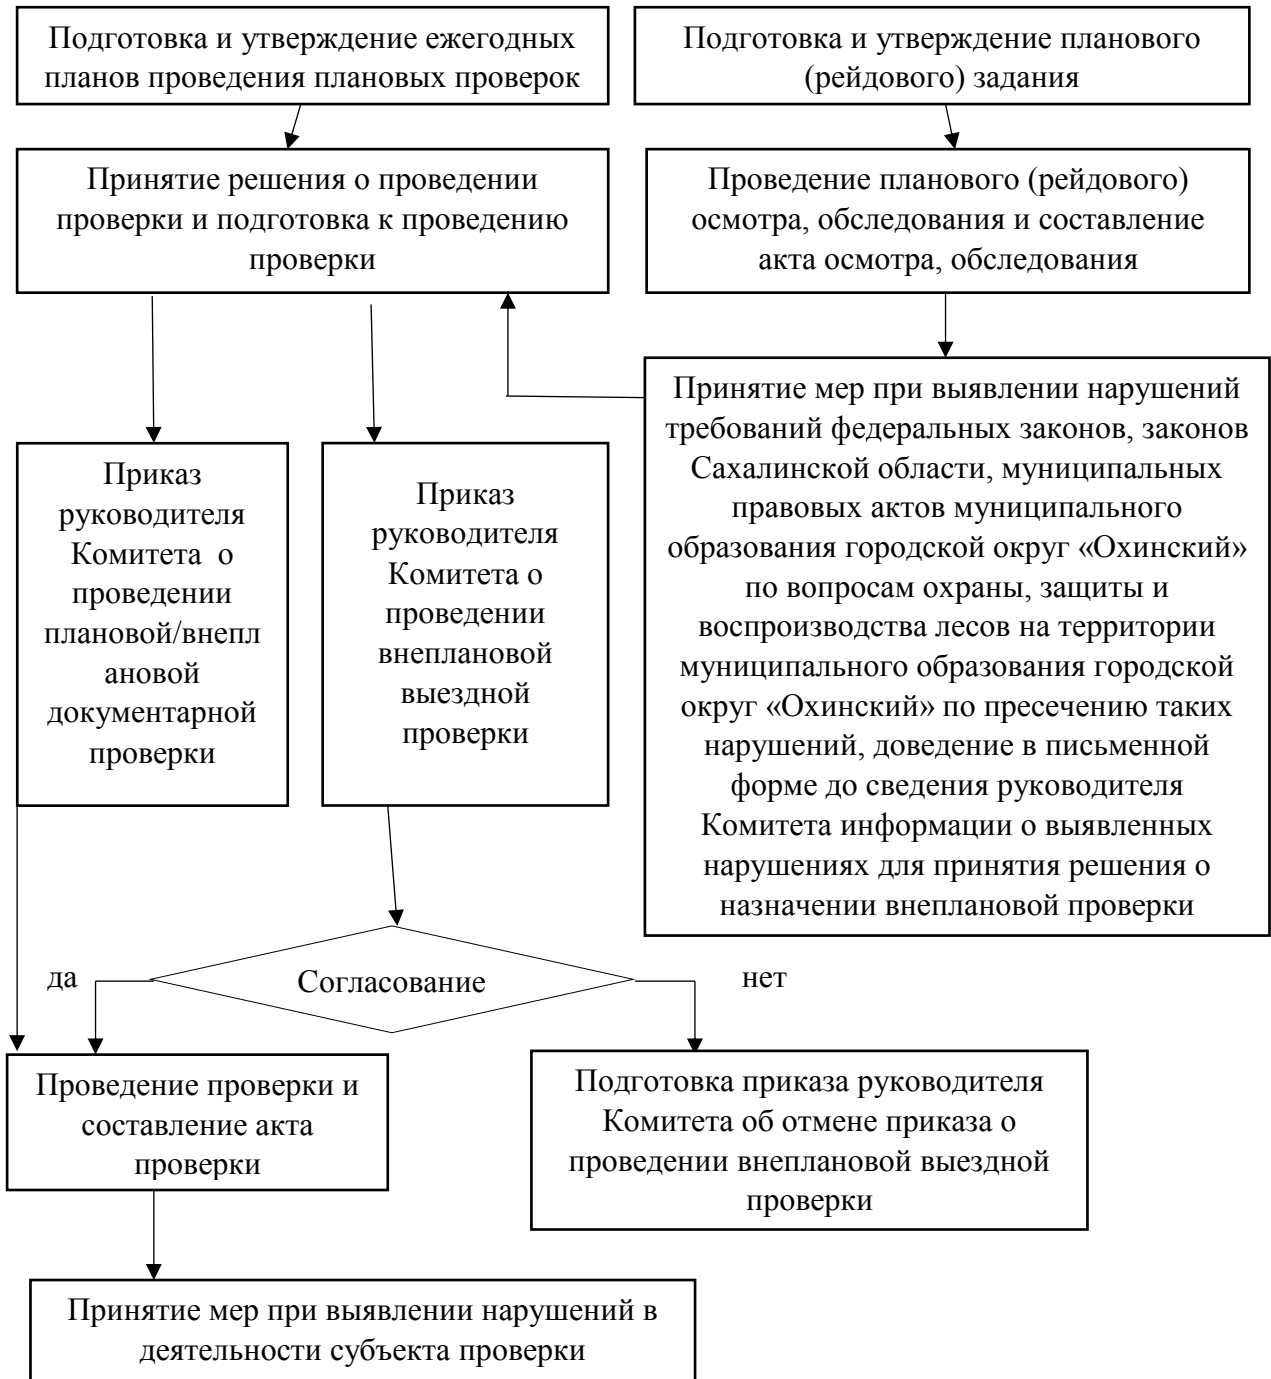 Подготовка и утверждение ежегодных
планов проведения плановых проверок
Подготовка и утверждение планового
(рейдового) задания
Принятие решения о проведении
проверки и подготовка к проведению
проверки
Проведение планового (рейдового)
осмотра, обследования и составление
акта осмотра, обследования
Приказ
руководителя
Комитета о
проведении
плановой/внепл
ановой
документарной
проверки
Приказ
руководителя
Комитета о
проведении
внеплановой
выездной
проверки
Принятие мер при выявлении нарушений
требований федеральных законов, законов
Сахалинской области, муниципальных
правовых актов муниципального
образования городской округ «Охинский»
по вопросам охраны, защиты и
воспроизводства лесов на территории
муниципального образования городской
округ «Охинский» по пресечению таких
нарушений, доведение в письменной
форме до сведения руководителя
Комитета информации о выявленных
нарушениях для принятия решения о
назначении внеплановой проверки
да
Согласование
нет
Проведение проверки и
составление акта
проверки
Подготовка приказа руководителя
Комитета об отмене приказа о
проведении внеплановой выездной
проверки
Принятие мер при выявлении нарушений в
деятельности субъекта проверки